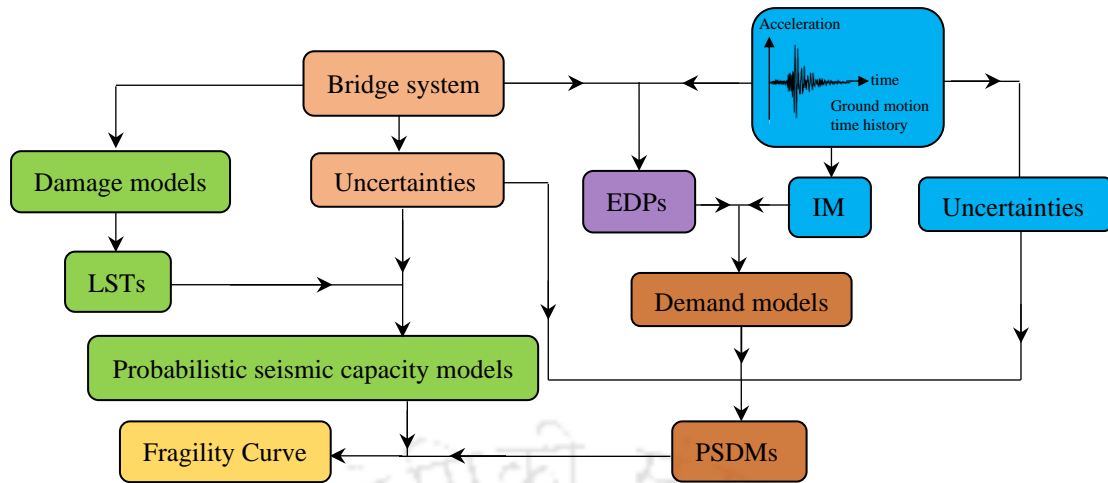 Acceleration
time
Ground motion
time history
Bridge system
Damage models
Uncertainties
EDPs
IM
Uncertainties
LSTs
Demand models
Probabilistic seismic capacity models
Fragility Curve
PSDMs